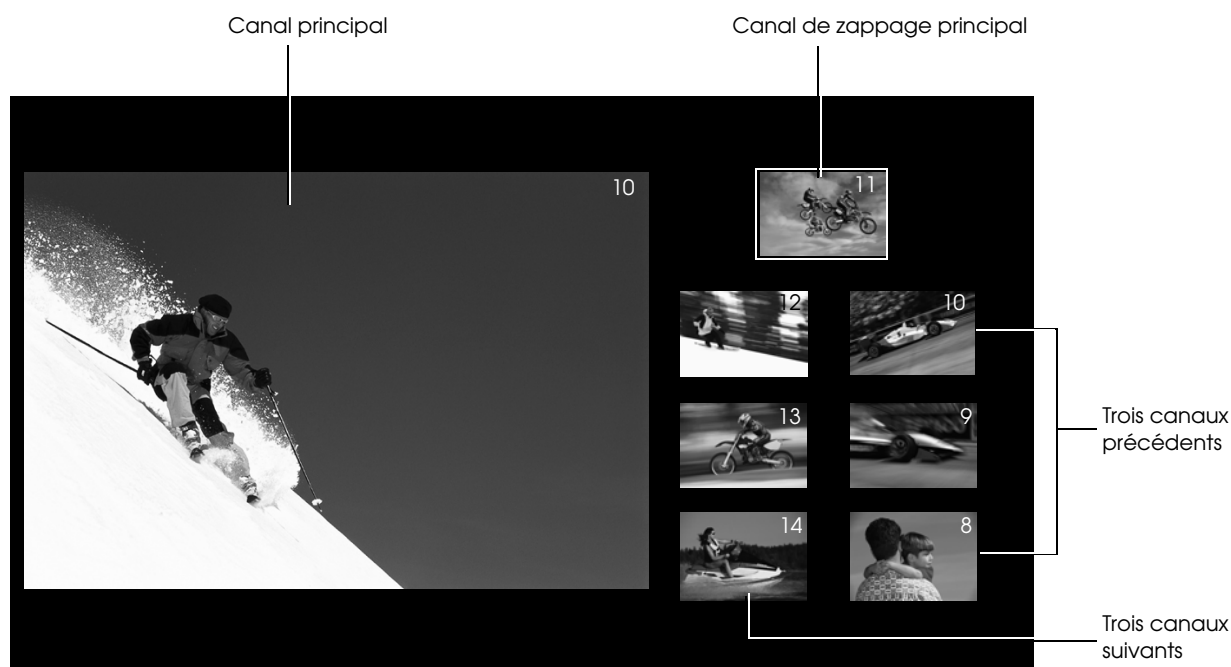 Canal principal
Canal de zappage principal
10
11
12
10
13
9
14
8
Trois canaux
précédents
Trois canaux
suivants